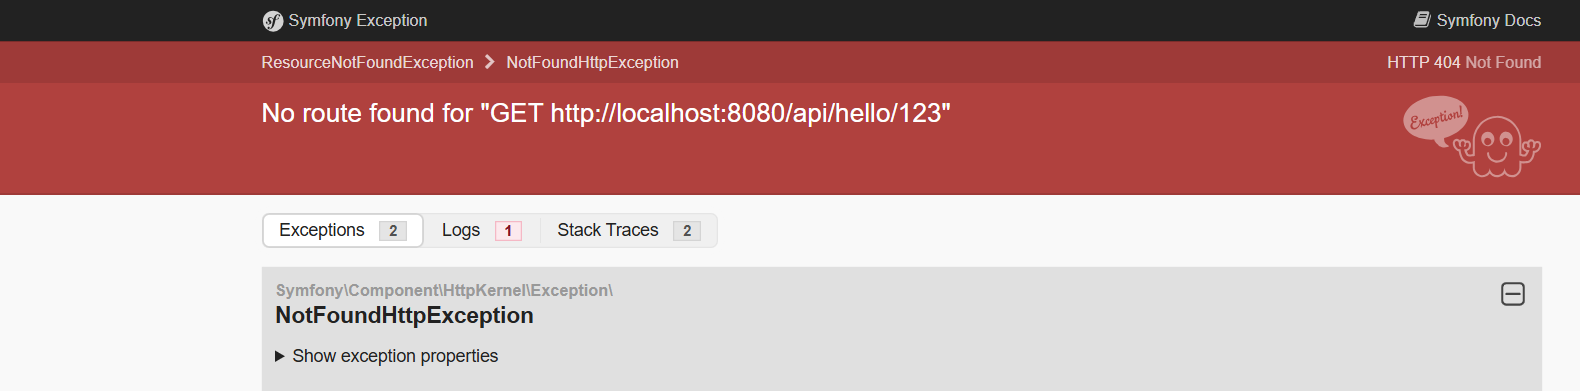 Symfony Exception
Symfony Docs
ResourceNotFoundException
NotFoundHttpException
HTTP 404 Not Found
No route found for "GET http://localhost:8080/api/hello/123"
Exception!
Exceptions 2
Logs 1
Stack Traces 2
Symfony\Component\HttpKernel\Exception\
NotFoundHttpException
Show exception properties